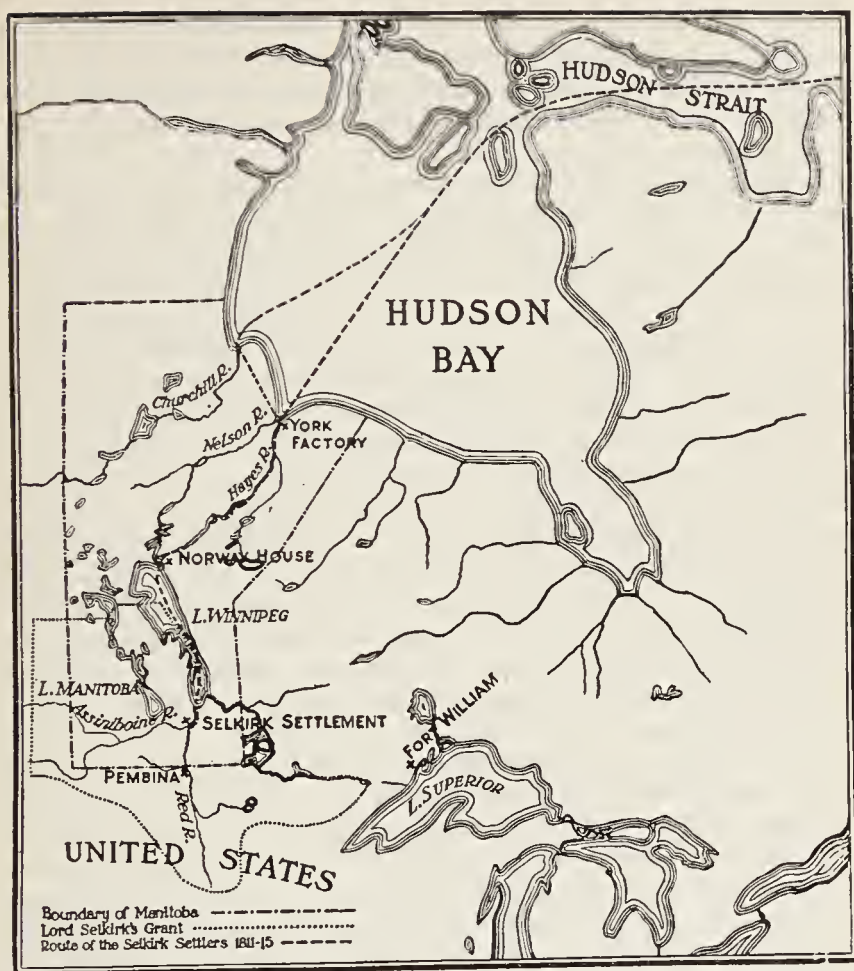 HUDSON
STRAIT
HUDSON
BAY
Churchill R.
Nelson R.
YORK
FACTORY
Hayes R.
NORWAY HOUSE
L. WINNIPEG
L. MANITOBA
Assiniboine R.
SELKIRK SETTLEMENT
FORT WILLIAM
PEMBINA
L. SUPERIOR
Red R.
UNITED STATES
Boundary of Manitoba
Lord Selkirk's Grant
Route of the Selkirk Settlers 1811-15